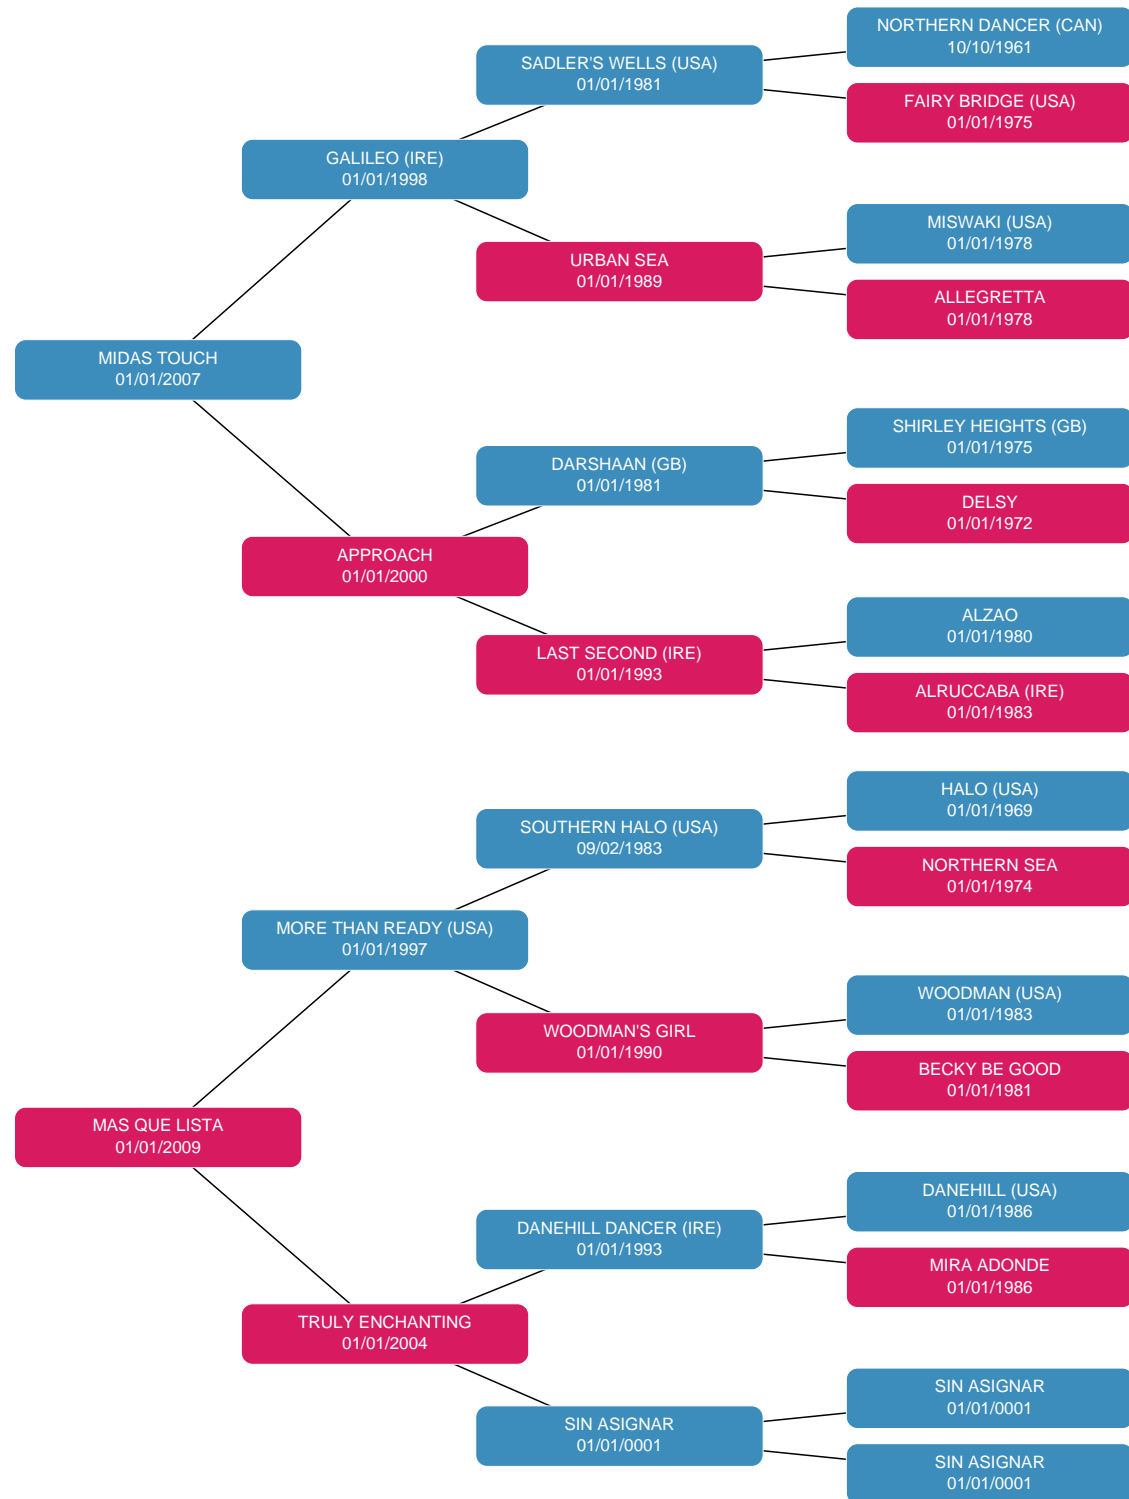 NORTHERN DANCER (CAN)
10/10/1961
SADLER'S WELLS (USA)
01/01/1981
FAIRY BRIDGE (USA)
01/01/1975
GALILEO (IRE)
01/01/1998
MISWAKI (USA)
01/01/1978
URBAN SEA
01/01/1989
ALLEGRETTA
01/01/1978
MIDAS TOUCH
01/01/2007
SHIRLEY HEIGHTS (GB)
01/01/1975
DARSHAAN (GB)
01/01/1981
DELSY
01/01/1972
APPROACH
01/01/2000
ALZAO
01/01/1980
LAST SECOND (IRE)
01/01/1993
ALRUCCABA (IRE)
01/01/1983
HALO (USA)
01/01/1969
SOUTHERN HALO (USA)
09/02/1983
NORTHERN SEA
01/01/1974
MORE THAN READY (USA)
01/01/1997
WOODMAN (USA)
01/01/1983
WOODMAN'S GIRL
01/01/1990
BECKY BE GOOD
01/01/1981
MAS QUE LISTA
01/01/2009
DANEHILL (USA)
01/01/1986
DANEHILL DANCER (IRE)
01/01/1993
MIRA ADONDE
01/01/1986
TRULY ENCHANTING
01/01/2004
SIN ASIGNAR
01/01/0001
SIN ASIGNAR
01/01/0001
SIN ASIGNAR
01/01/0001